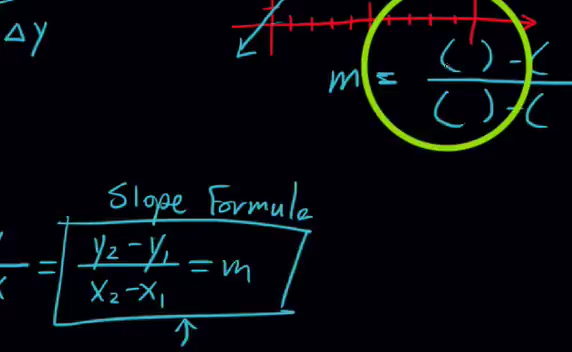 Δy
m = ( ) - (
( ) - (
Slope Formula
= y₂ - y₁ = m
x₂ - x₁